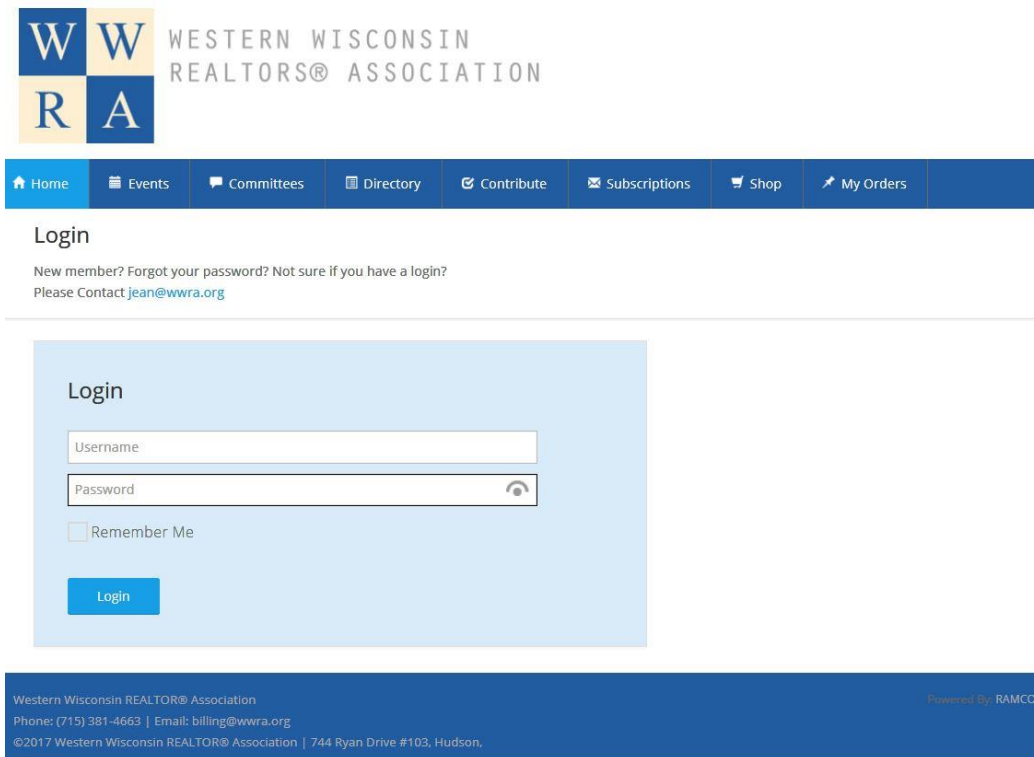 W W
R A
WESTERN WISCONSIN
REALTORS® ASSOCIATION
Home Events Committees Directory Contribute Subscriptions Shop My Orders
Login
New member? Forgot your password? Not sure if you have a login?
Please Contact jean@wwra.org
Login
Username
Password
Remember Me
Login
Western Wisconsin REALTOR® Association
Powered By: RAMCO
Phone: (715) 381-4663 | Email: billing@wwra.org
©2017 Western Wisconsin REALTOR® Association | 744 Ryan Drive #103, Hudson,